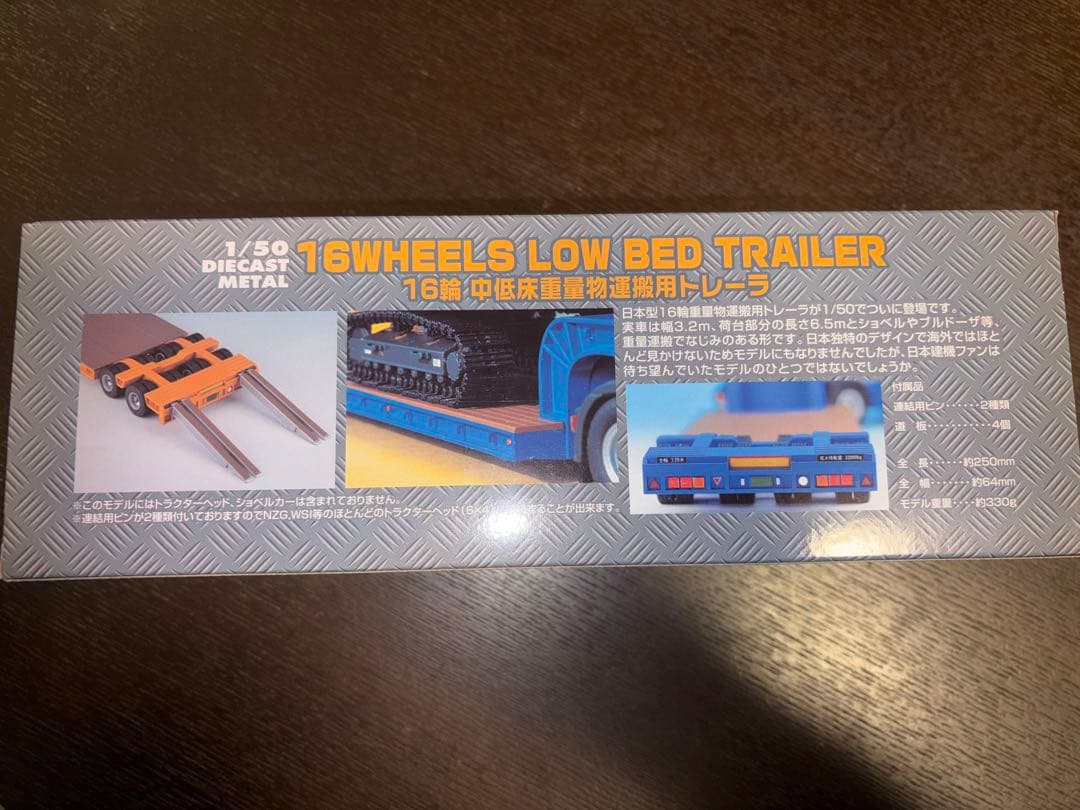 1/50
DIECAST
METAL
16WHEELS LOW BED TRAILER
16輪 中低床重量物運搬用トレーラ
日本型16輪重量物運搬用トレーラが1/50でついに登場です。
実車は幅3.2m、荷台部分の長さ6.5mとショベルやブルドーザ等、
重量運搬でなじみのある形です。日本独特のデザインで海外ではほと
んど見かけないためモデルにもなりませんでしたが、日本建機ファンは
待ち望んでいたモデルのひとつではないでしょうか。
付属品
連結用ピン‥‥‥2種類
道 板‥‥‥‥‥4個
全 長‥‥‥約250mm
全 幅‥‥‥約64mm
モデル重量‥‥約330g
※このモデルにはトラクターヘッド、ショベルカーは含まれておりません。
※連結用ピンが2種類付いておりますのでNZG,WSI等のほとんどのトラクターヘッド(6×4) ることが出来ます。